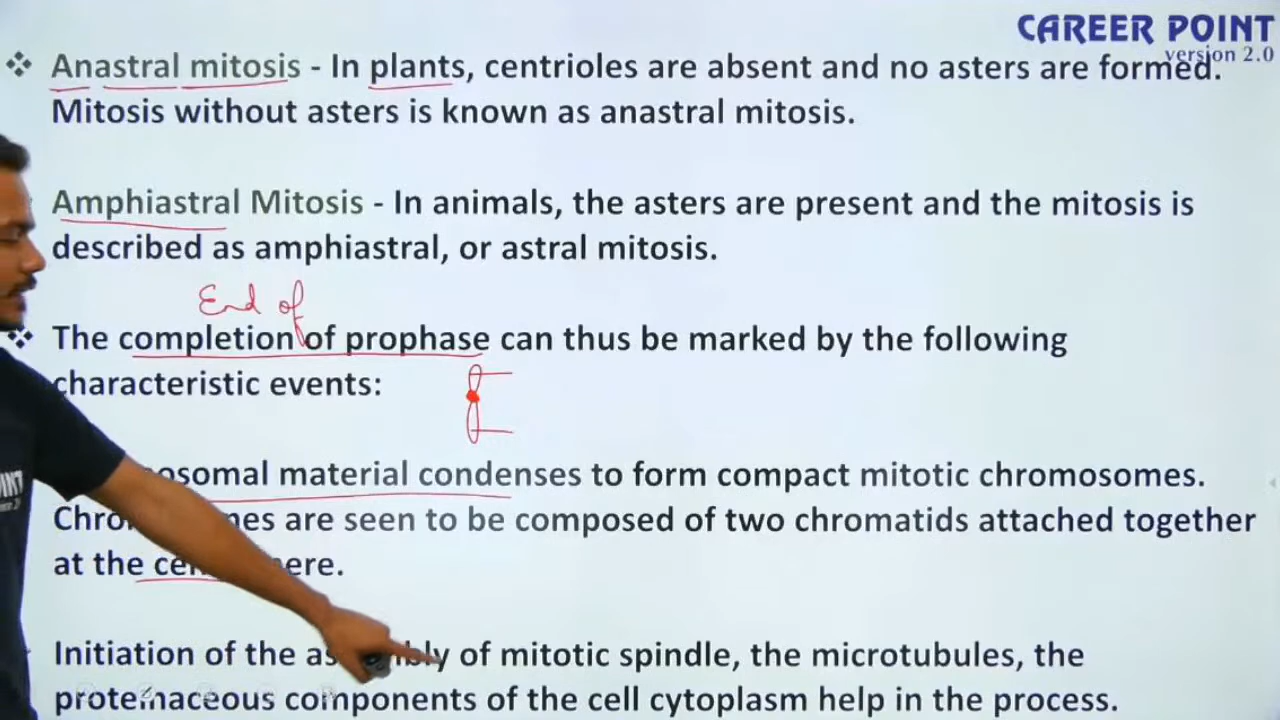 CAREER POINT
version 2.0
Anastral mitosis - In plants, centrioles are absent and no asters are formed.
Mitosis without asters is known as anastral mitosis.
Amphiastral Mitosis - In animals, the asters are present and the mitosis is
described as amphiastral, or astral mitosis.
End of
The completion of prophase can thus be marked by the following
characteristic events:
material condenses to form compact mitotic chromosomes.
are seen to be composed of two chromatids attached together
at the
Initiation of the of mitotic spindle, the microtubules, the
proteinaceous components of the cell cytoplasm help in the process.